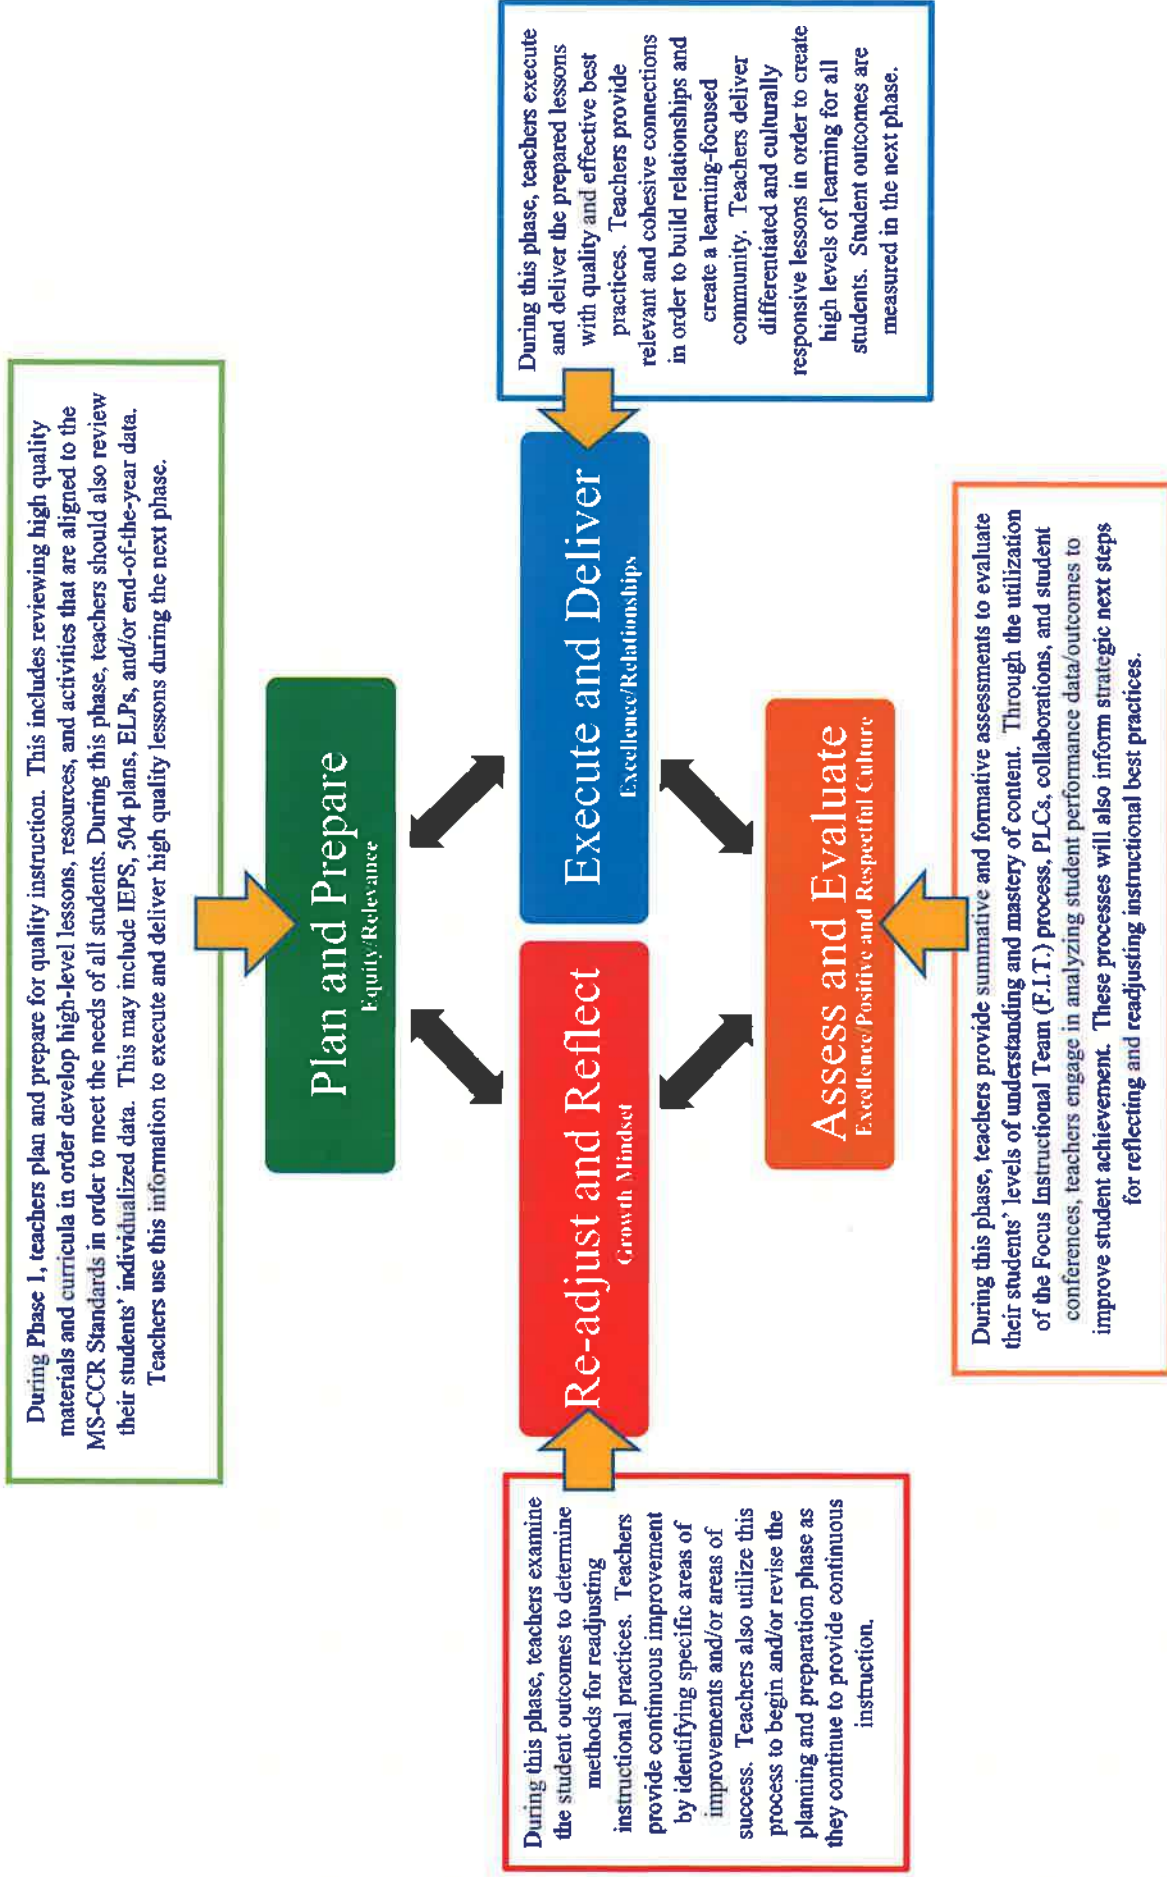 During Phase 1, teachers plan and prepare for quality instruction. This includes reviewing high quality
materials and curricula in order develop high-level lessons, resources, and activities that are aligned to the
MS-CCR Standards in order to meet the needs of all students. During this phase, teachers should also review
their students' individualized data. This may include IEPS, 504 plans, ELPs, and/or end-of-the-year data.
Teachers use this information to execute and deliver high quality lessons during the next phase.
Plan and Prepare
Equity/Relevance
During this phase, teachers examine
the student outcomes to determine
methods for readjusting
instructional practices. Teachers
provide continuous improvement
by identifying specific areas of
improvements and/or areas of
success. Teachers also utilize this
process to begin and/or revise the
planning and preparation phase as
they continue to provide continuous
instruction.
Re-adjust and Reflect
Growth Mindset
Execute and Deliver
Excellence/Relationships
During this phase, teachers execute
and deliver the prepared lessons
with quality and effective best
practices. Teachers provide
relevant and cohesive connections
in order to build relationships and
create a learning-focused
community. Teachers deliver
differentiated and culturally
responsive lessons in order to create
high levels of learning for all
students. Student outcomes are
measured in the next phase.
Assess and Evaluate
Excellence/Positive and Respectful Culture
During this phase, teachers provide summative and formative assessments to evaluate
their students' levels of understanding and mastery of content. Through the utilization
of the Focus Instructional Team (F.I.T.) process, PLCs, collaborations, and student
conferences, teachers engage in analyzing student performance data/outcomes to
improve student achievement. These processes will also inform strategic next steps
for reflecting and readjusting instructional best practices.